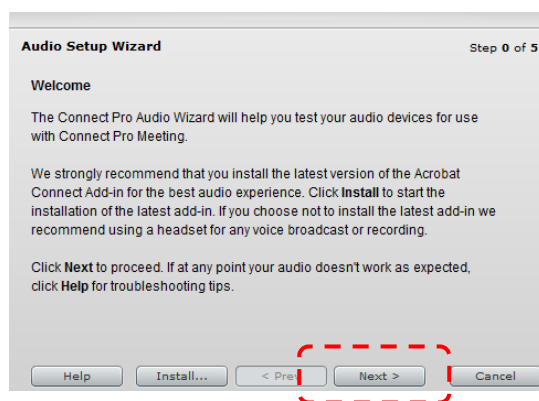 Audio Setup Wizard Step 0 of 5
Welcome
The Connect Pro Audio Wizard will help you test your audio devices for use
with Connect Pro Meeting.
We strongly recommend that you install the latest version of the Acrobat
Connect Add-in for the best audio experience. Click Install to start the
installation of the latest add-in. If you choose not to install the latest add-in we
recommend using a headset for any voice broadcast or recording.
Click Next to proceed. If at any point your audio doesn't work as expected,
click Help for troubleshooting tips.
Help Install... < Prev Next > Cancel